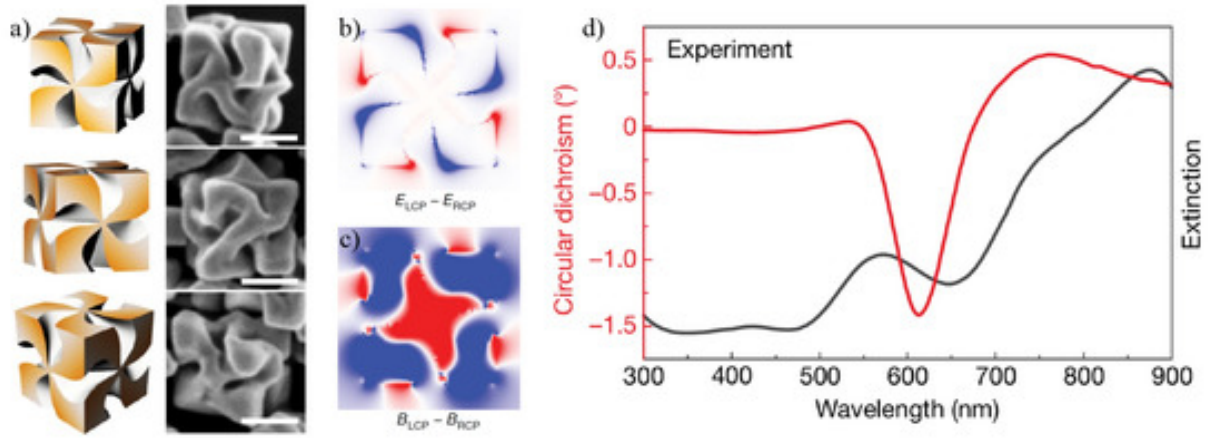 a)
b)
E_LCP – E_RCP
c)
B_LCP – B_RCP
d)
Experiment
Circular dichroism (°)
0.5
0
−0.5
−1.0
−1.5
300 400 500 600 700 800 900
Wavelength (nm)
Extinction